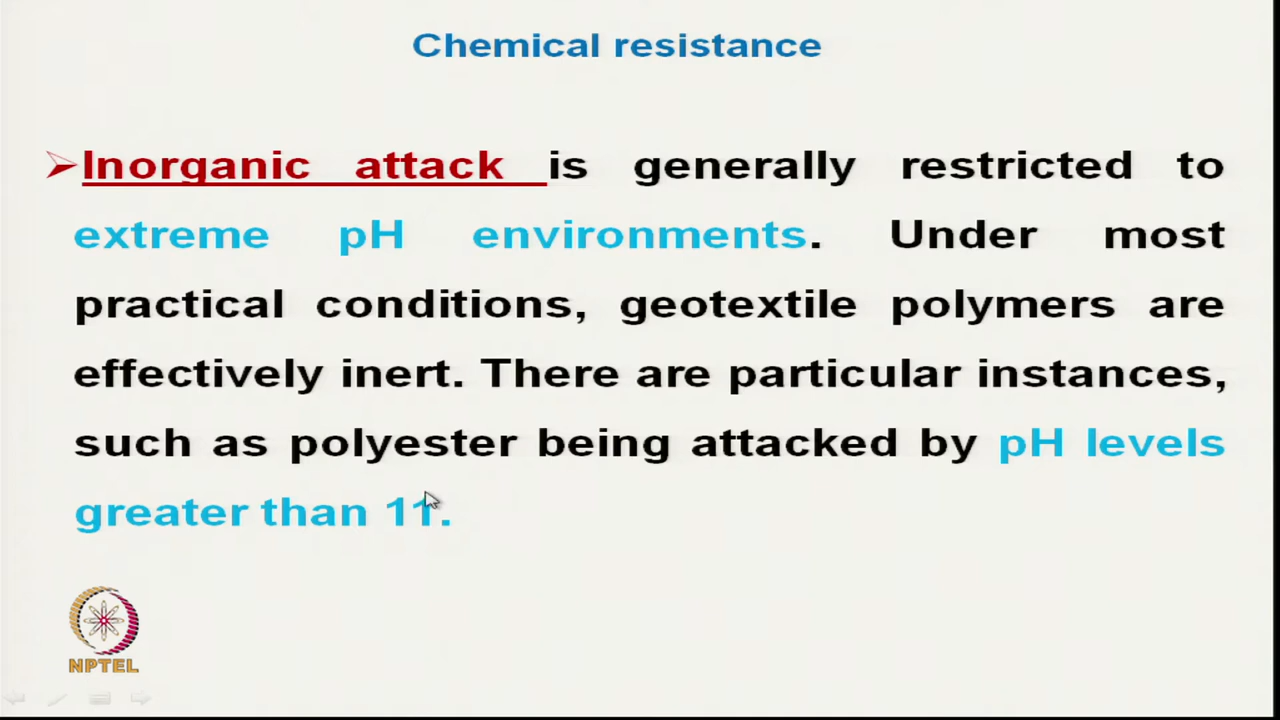 Chemical resistance
Inorganic attack is generally restricted to
extreme pH environments. Under most
practical conditions, geotextile polymers are
effectively inert. There are particular instances,
such as polyester being attacked by pH levels
greater than 11.
NPTEL